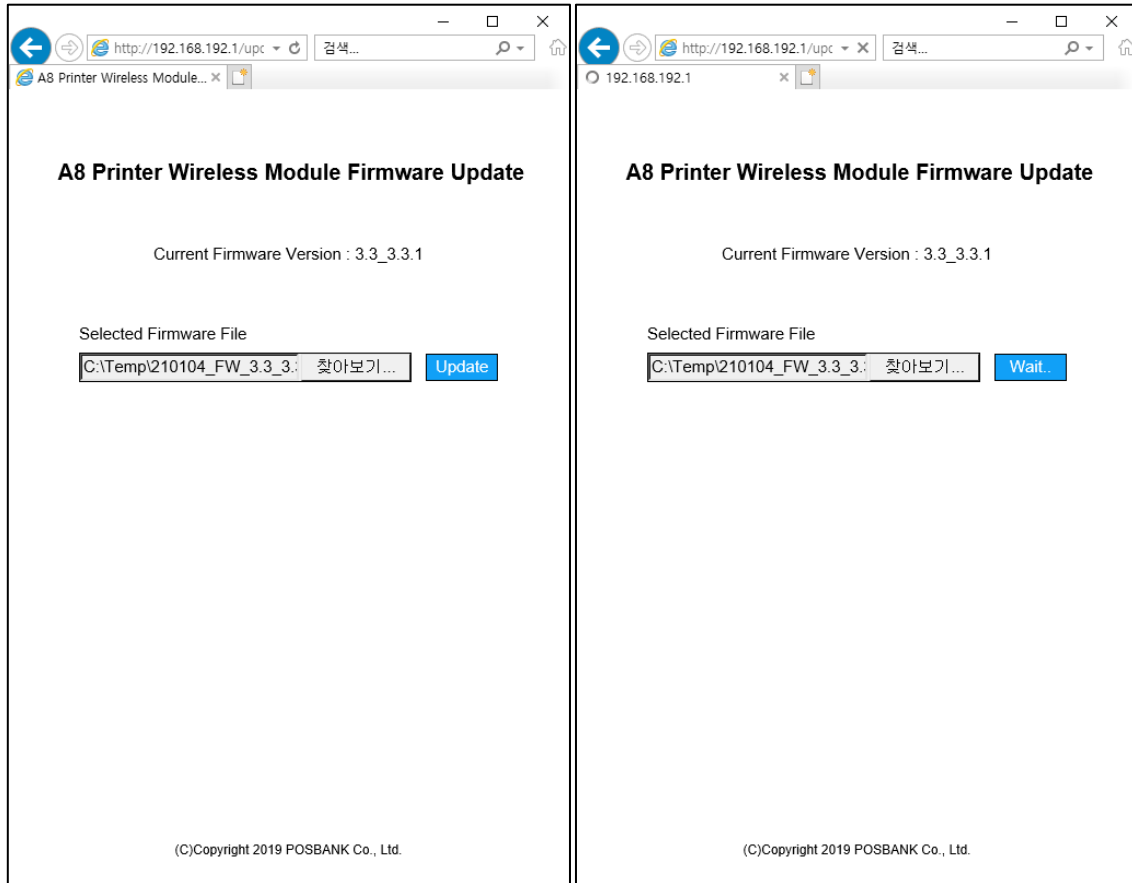 http://192.168.192.1/upc
검색...
A8 Printer Wireless Module...
A8 Printer Wireless Module Firmware Update
Current Firmware Version : 3.3_3.3.1
Selected Firmware File
C:\Temp\210104_FW_3.3_3.: 찾아보기... Update
(C)Copyright 2019 POSBANK Co., Ltd.
http://192.168.192.1/upc
검색...
192.168.192.1
A8 Printer Wireless Module Firmware Update
Current Firmware Version : 3.3_3.3.1
Selected Firmware File
C:\Temp\210104_FW_3.3_3.: 찾아보기... Wait..
(C)Copyright 2019 POSBANK Co., Ltd.